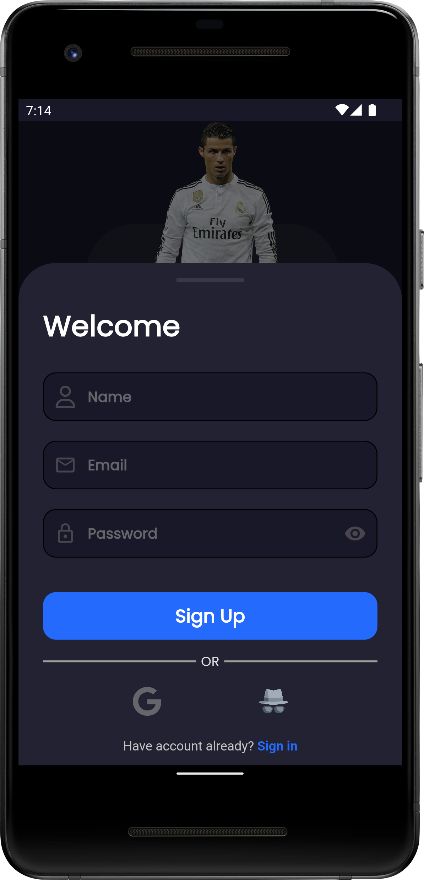 7:14
Fly
Emirates
Welcome
Name
Email
Password
Sign Up
OR
G
Have account already? Sign in